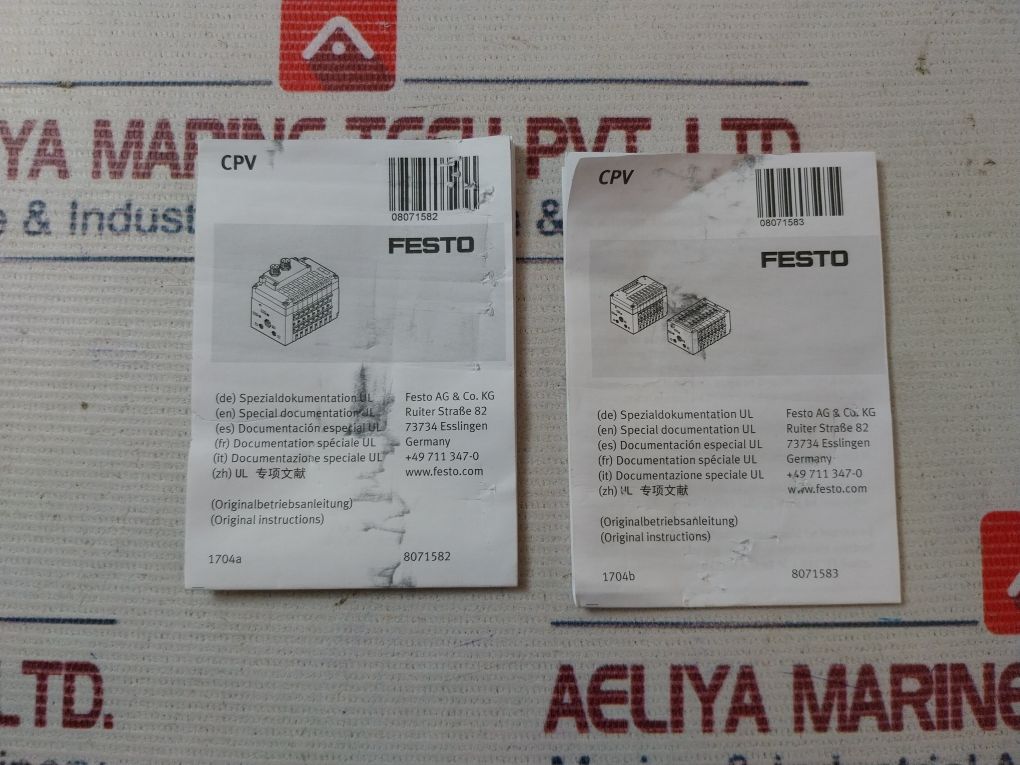 AELIYA MARINE TECH PVT. LTD.
& Industrial
&
CPV
08071582
FESTO
(de) Spezialdokumentation UL
(en) Special documentation UL
(es) Documentación especial UL
(fr) Documentation spéciale UL
(it) Documentazione speciale UL
(zh) UL 专项文献
Festo AG & Co. KG
Ruiter Straße 82
73734 Esslingen
Germany
+49 711 347-0
www.festo.com
(Originalbetriebsanleitung)
(Original instructions)
1704a
8071582
CPV
08071583
FESTO
(de) Spezialdokumentation UL
(en) Special documentation UL
(es) Documentación especial UL
(fr) Documentation spéciale UL
(it) Documentazione speciale UL
(zh) UL 专项文献
Festo AG & Co. KG
Ruiter Straße 82
73734 Esslingen
Germany
+49 711 347-0
www.festo.com
(Originalbetriebsanleitung)
(Original instructions)
1704b
8071583
LTD.
AELIYA MARINE